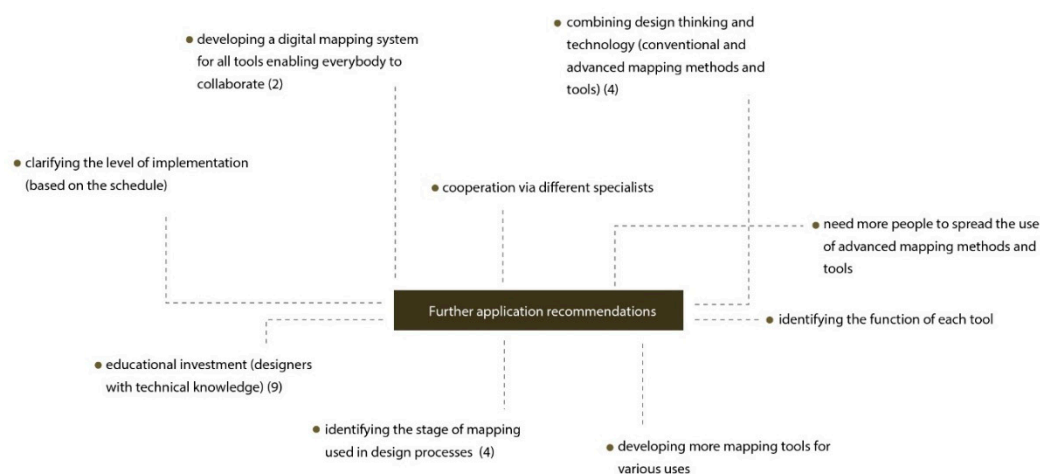 combining design thinking and
technology (conventional and
advanced mapping methods and
tools) (4)
developing a digital mapping system
for all tools enabling everybody to
collaborate (2)
clarifying the level of implementation
(based on the schedule)
cooperation via different specialists
need more people to spread the use
of advanced mapping methods and
tools
Further application recommendations
identifying the function of each tool
educational investment (designers
with technical knowledge) (9)
identifying the stage of mapping
used in design processes (4)
developing more mapping tools for
various uses